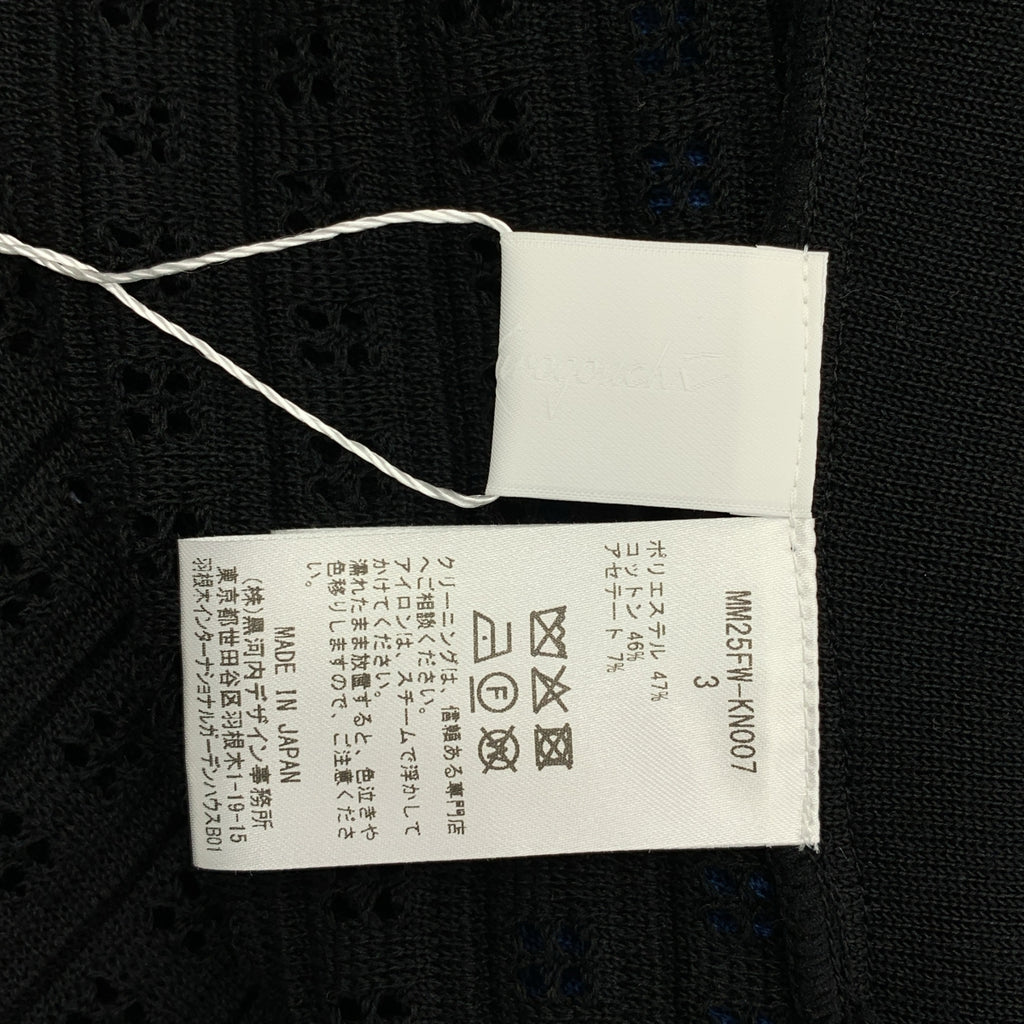 MM25FW-KN007
3
ポリエステル 47%
コットン 46%
アセテート 7%
F
クリーニングは、信頼ある専門店
へご相談ください。
アイロンは、スチームで浮かして
かけてください。
濡れたまま放置すると、色泣きや
色移りしますので、ご注意くださ
い。
MADE IN JAPAN
(株)黒河内デザイン事務所
東京都世田谷区羽根木1-19-15
羽根木インターナショナルガーデンハウスB01